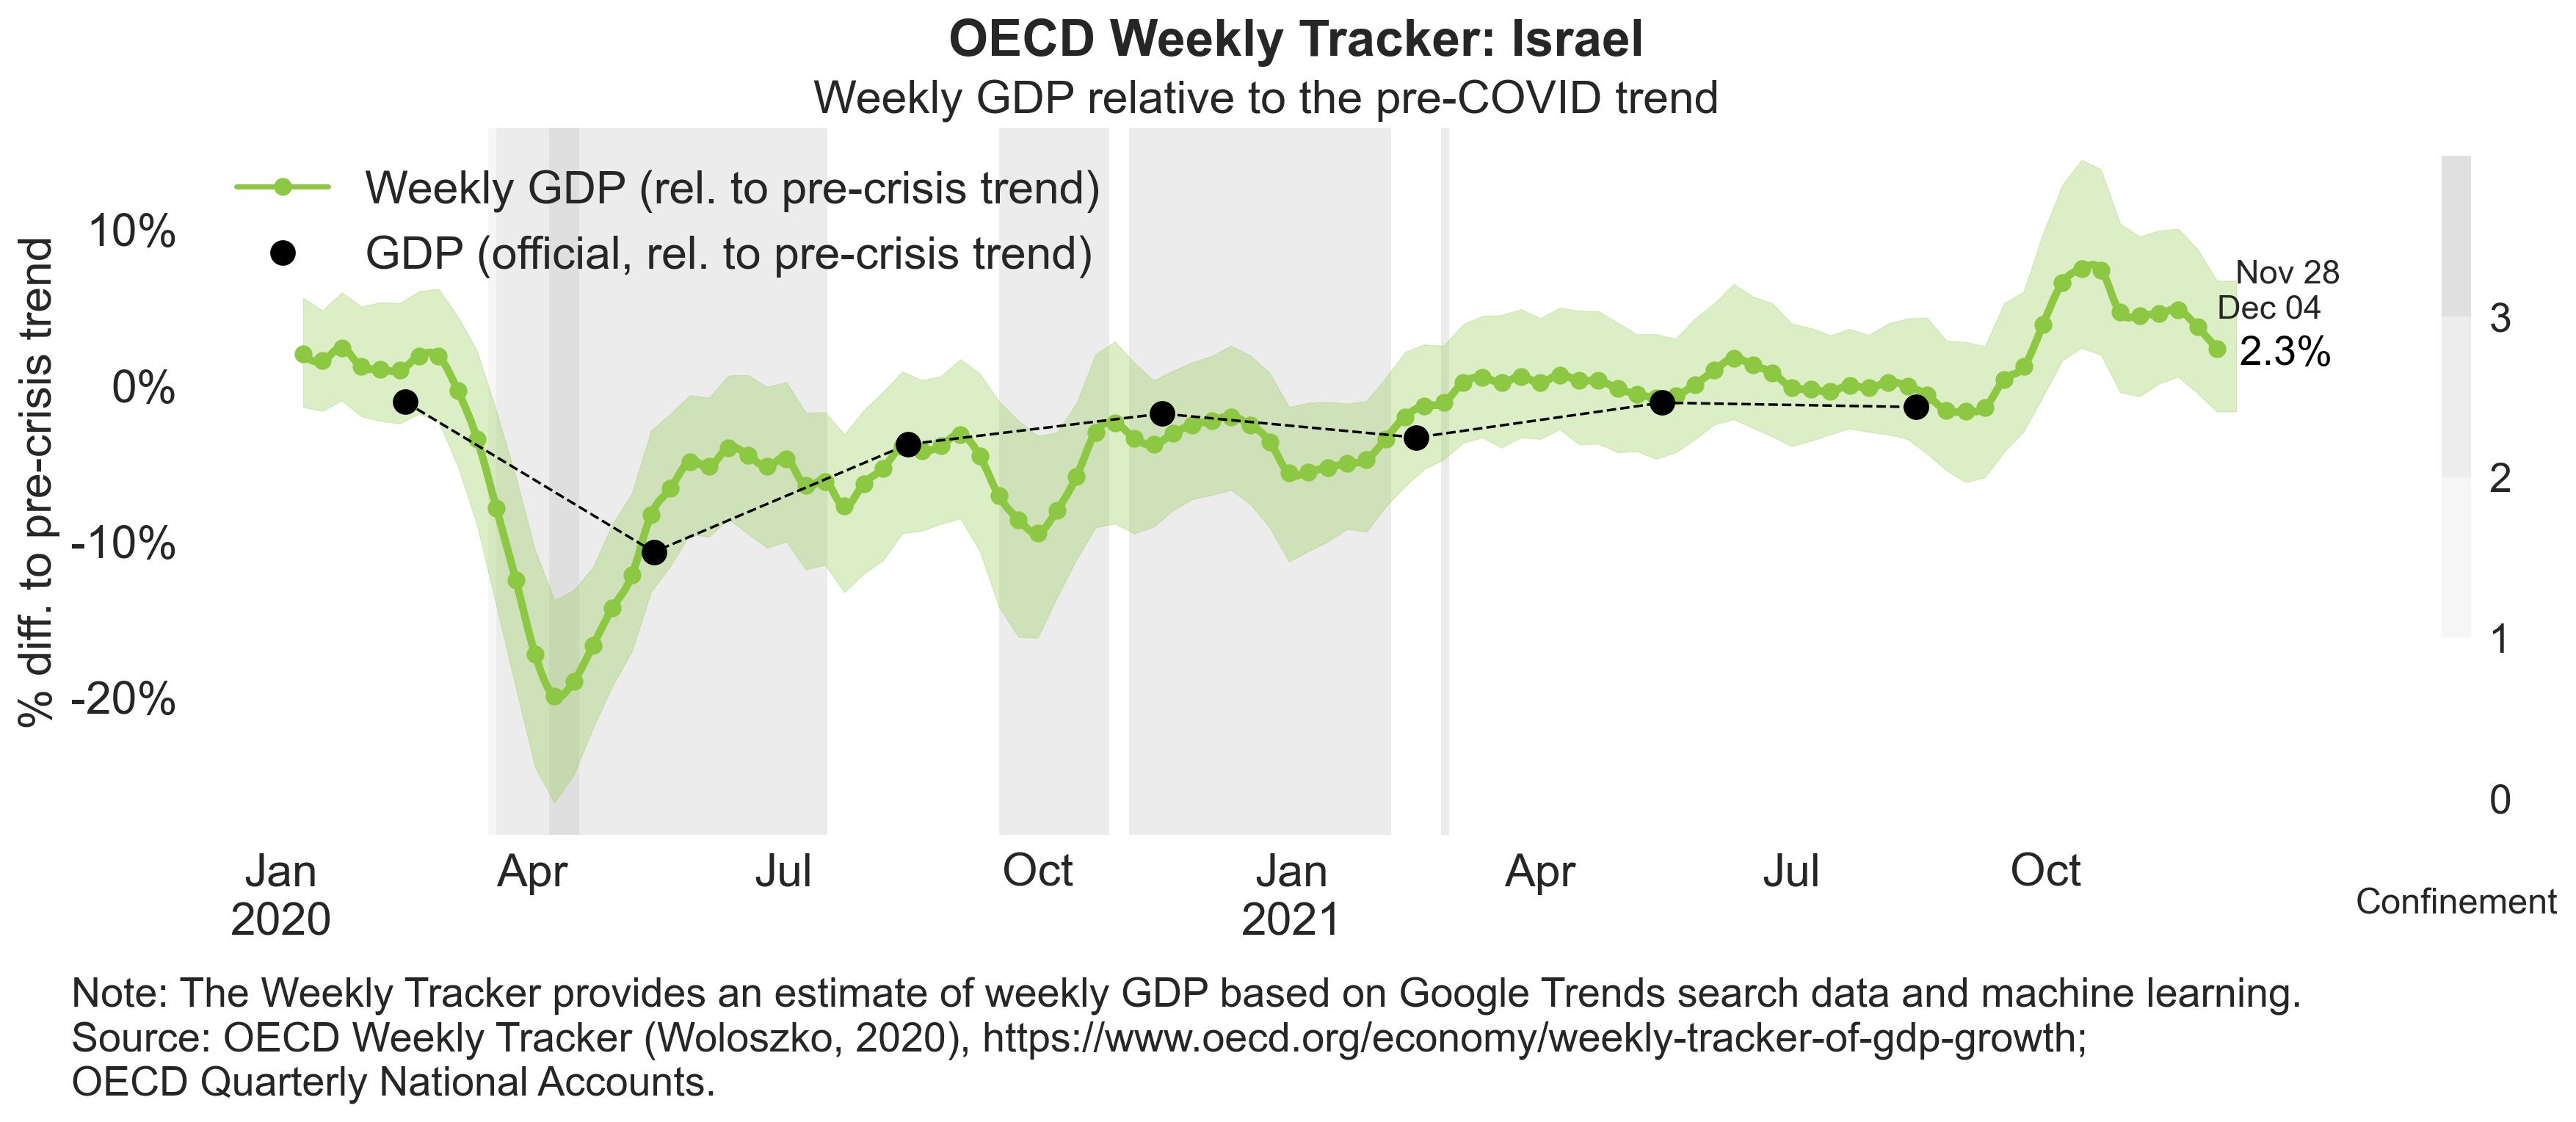 OECD Weekly Tracker: Israel
Weekly GDP relative to the pre-COVID trend
Weekly GDP (rel. to pre-crisis trend)
GDP (official, rel. to pre-crisis trend)
% diff. to pre-crisis trend
10%
0%
-10%
-20%
Nov 28
Dec 04
2.3%
3
2
1
0
Confinement
Jan Apr Jul Oct Jan Apr Jul Oct
2020 2021
Note: The Weekly Tracker provides an estimate of weekly GDP based on Google Trends search data and machine learning.
Source: OECD Weekly Tracker (Woloszko, 2020), https://www.oecd.org/economy/weekly-tracker-of-gdp-growth;
OECD Quarterly National Accounts.